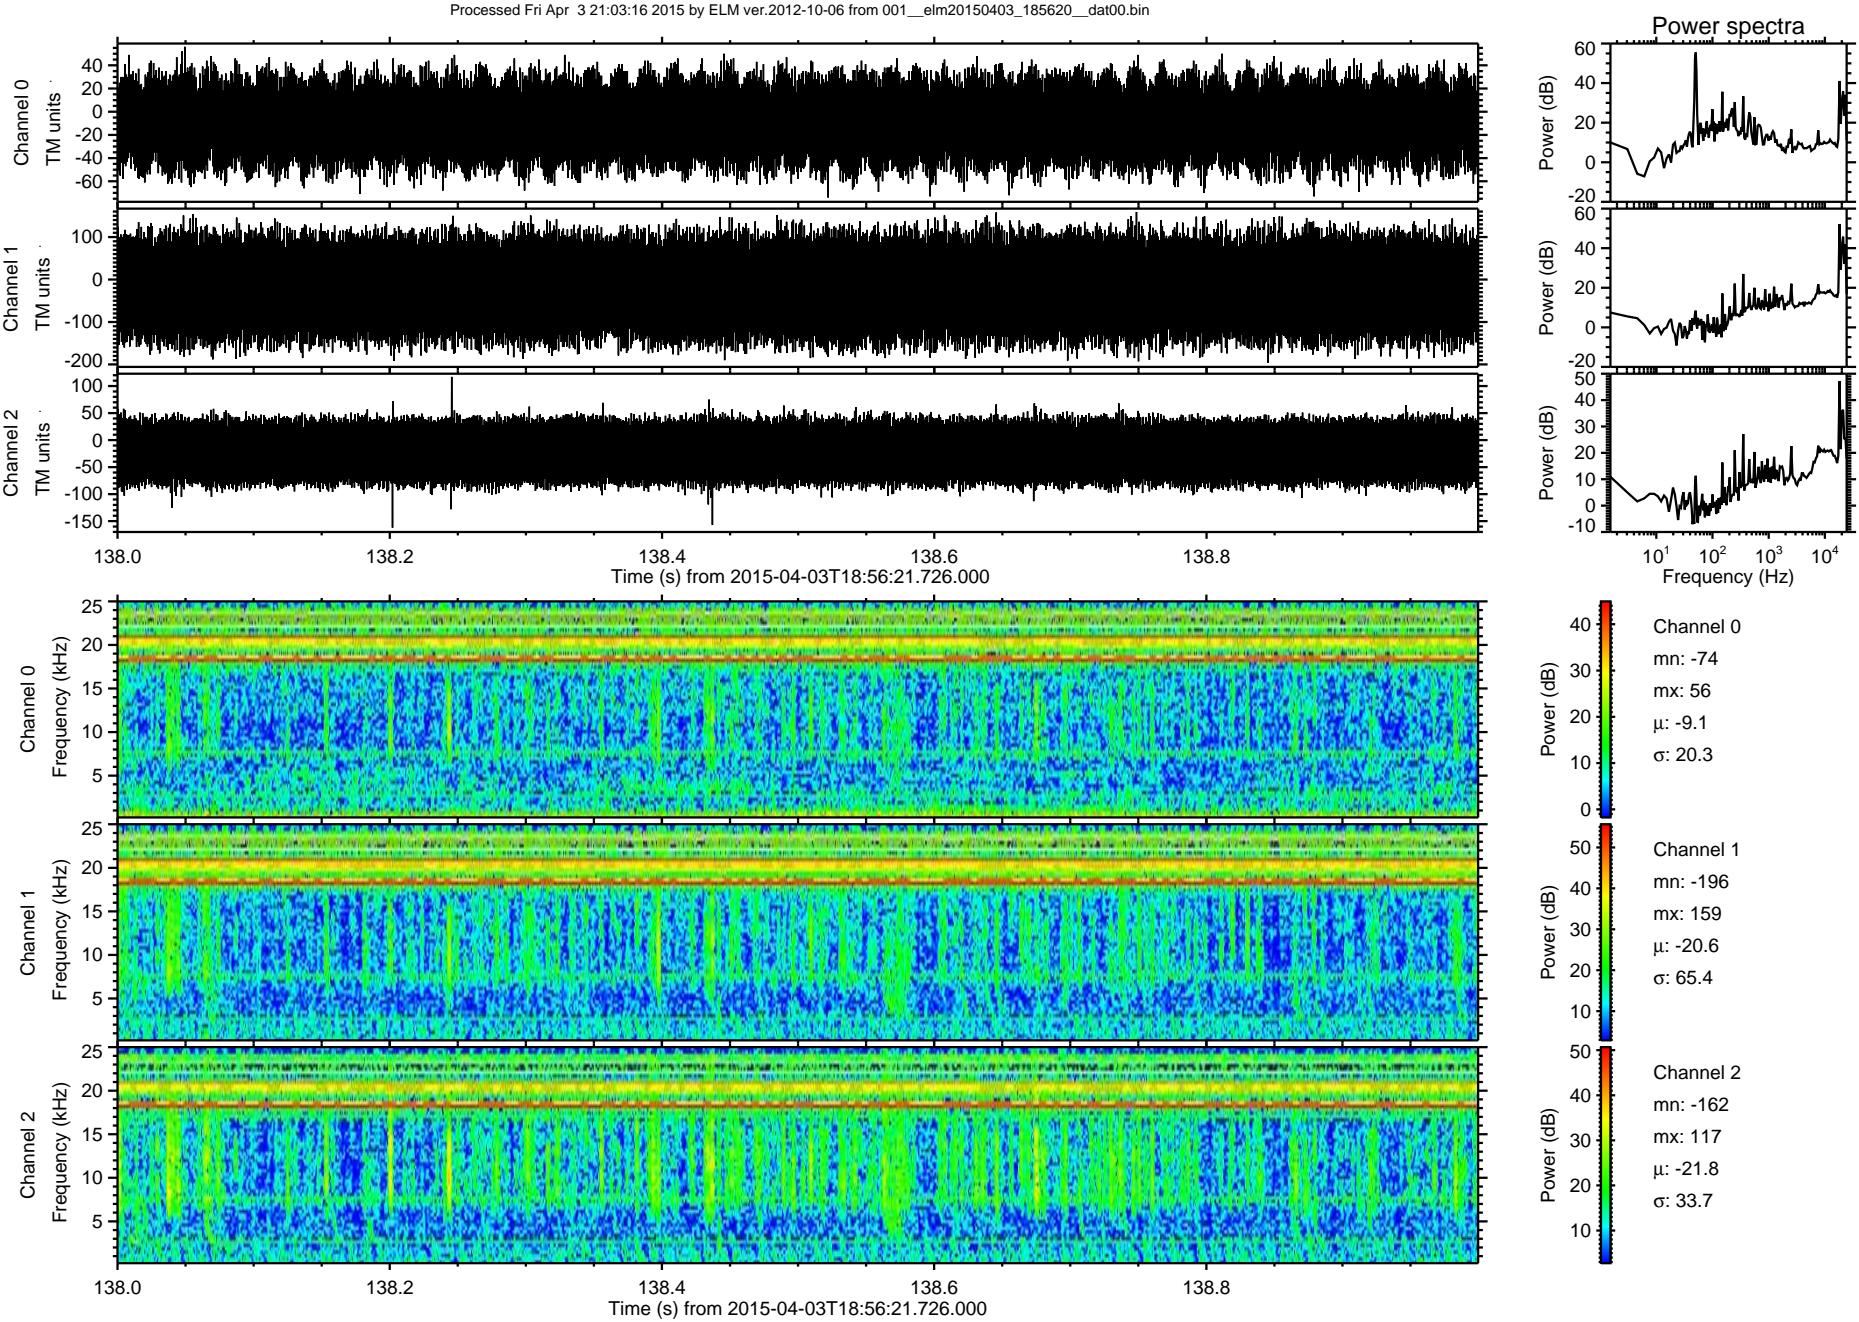 Processed Fri Apr 3 21:03:16 2015 by ELM ver.2012-10-06 from 001__elm20150403_185620__dat00.bin
Power spectra
Channel 0
TM units
40
20
0
-20
-40
-60
Power (dB)
60
40
20
0
-20
Channel 1
TM units
100
0
-100
-200
Power (dB)
60
40
20
0
-20
Channel 2
TM units
100
50
0
-50
-100
-150
Power (dB)
50
40
30
20
10
0
-10
138.0 138.2 138.4 138.6 138.8
Time (s) from 2015-04-03T18:56:21.726.000
10^1 10^2 10^3 10^4
Frequency (Hz)
Channel 0
Frequency (kHz)
25
20
15
10
5
Power (dB)
40
30
20
10
0
Channel 0
mn: -74
mx: 56
μ: -9.1
σ: 20.3
Channel 1
Frequency (kHz)
25
20
15
10
5
Power (dB)
50
40
30
20
10
Channel 1
mn: -196
mx: 159
μ: -20.6
σ: 65.4
Channel 2
Frequency (kHz)
25
20
15
10
5
Power (dB)
50
40
30
20
10
Channel 2
mn: -162
mx: 117
μ: -21.8
σ: 33.7
138.0 138.2 138.4 138.6 138.8
Time (s) from 2015-04-03T18:56:21.726.000